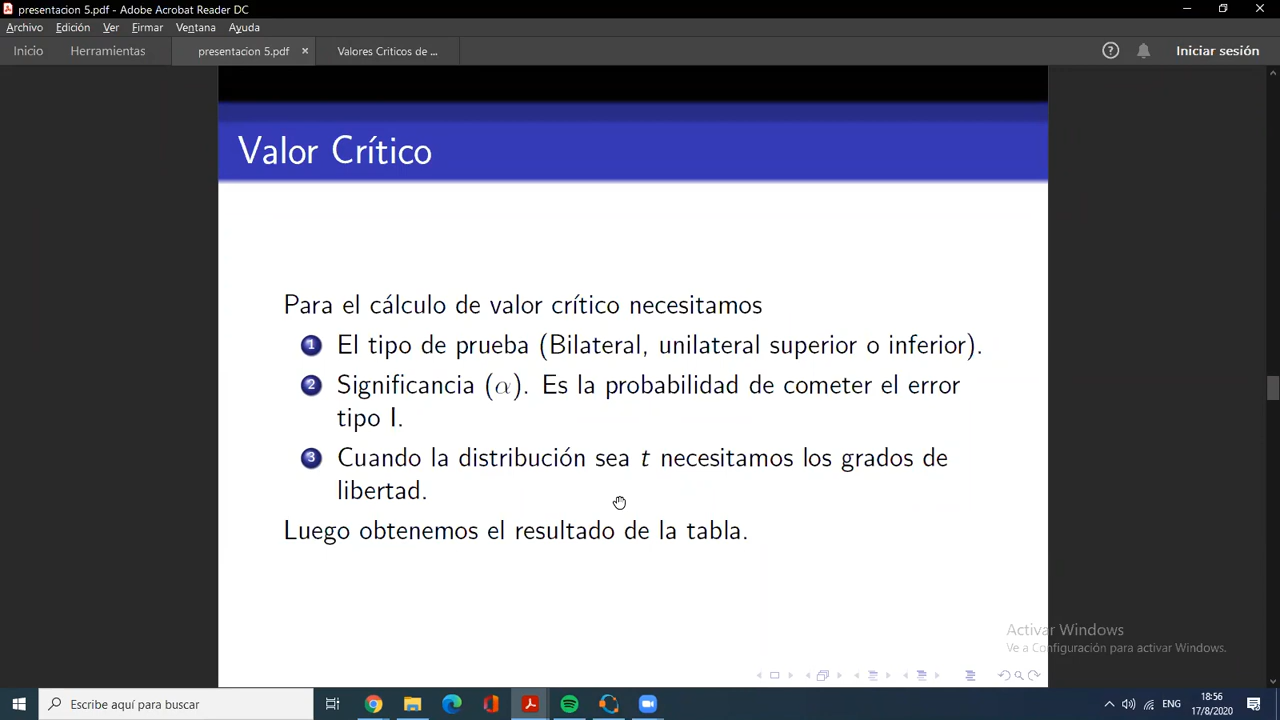 presentacion 5.pdf - Adobe Acrobat Reader DC
Archivo Edición Ver Firmar Ventana Ayuda
Inicio Herramientas presentacion 5.pdf × Valores Criticos de ... Iniciar sesión
Valor Crítico
Para el cálculo de valor crítico necesitamos
1 El tipo de prueba (Bilateral, unilateral superior o inferior).
2 Significancia (α). Es la probabilidad de cometer el error
tipo I.
3 Cuando la distribución sea t necesitamos los grados de
libertad.
Luego obtenemos el resultado de la tabla.
Activar Windows
Ve a Configuración para activar Windows.
Escribe aquí para buscar
ENG
18:56
17/8/2020